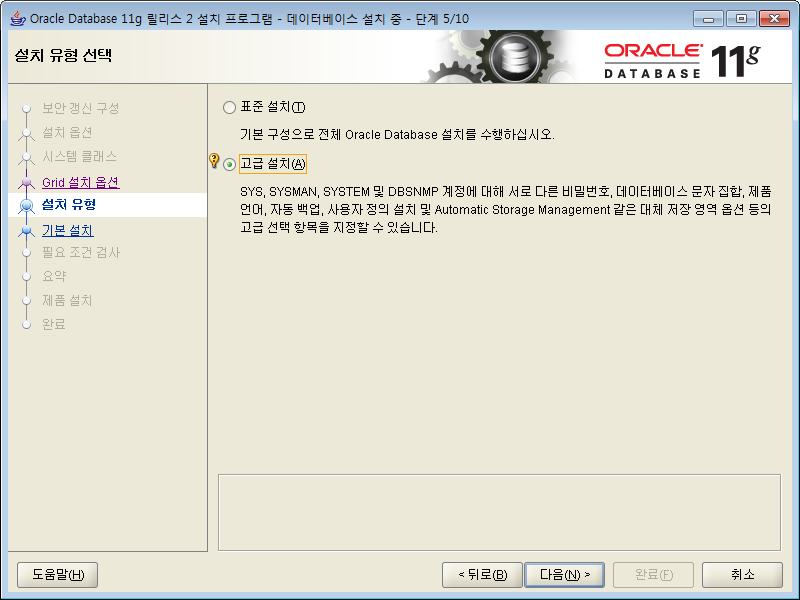 Oracle Database 11g 릴리스 2 설치 프로그램 - 데이터베이스 설치 중 - 단계 5/10
설치 유형 선택
ORACLE
DATABASE
11g
보안 갱신 구성
설치 옵션
시스템 클래스
Grid 설치 옵션
설치 유형
기본 설치
필요 조건 검사
요약
제품 설치
완료
표준 설치(T)
기본 구성으로 전체 Oracle Database 설치를 수행하십시오.
고급 설치(A)
SYS, SYSMAN, SYSTEM 및 DBSNMP 계정에 대해 서로 다른 비밀번호, 데이터베이스 문자 집합, 제품
언어, 자동 백업, 사용자 정의 설치 및 Automatic Storage Management 같은 대체 저장 영역 옵션 등의
고급 선택 항목을 지정할 수 있습니다.
도움말(H)
< 뒤로(B)
다음(N) >
완료(F)
취소